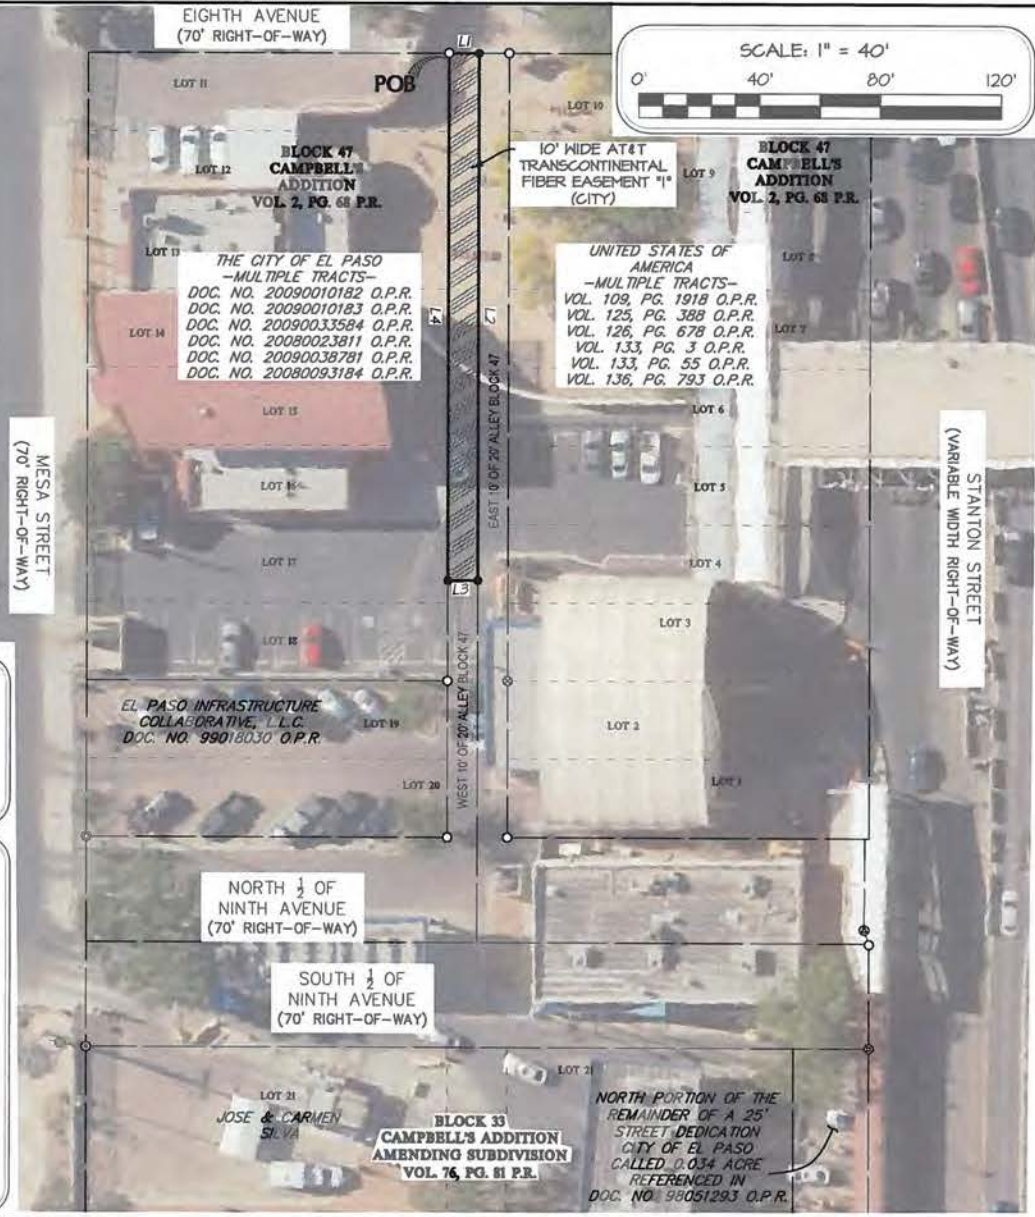 EIGHTH AVENUE
(70' RIGHT-OF-WAY)
SCALE: 1" = 40'
0' 40' 80' 120'
L1
POB
LOT 11
LOT 10
LOT 12
BLOCK 47
CAMPBELL'S
ADDITION
VOL. 2, PG. 68 P.R.
10' WIDE AT&T
TRANSCONTINENTAL
FIBER EASEMENT "1"
(CITY)
LOT 9
BLOCK 47
CAMPBELL'S
ADDITION
VOL. 2, PG. 68 P.R.
LOT 13
THE CITY OF EL PASO
-MULTIPLE TRACTS-
DOC. NO. 20090010182 O.P.R.
DOC. NO. 20090010183 O.P.R.
DOC. NO. 20090033584 O.P.R.
DOC. NO. 20080023811 O.P.R.
DOC. NO. 20090038781 O.P.R.
DOC. NO. 20080093184 O.P.R.
UNITED STATES OF
AMERICA
-MULTIPLE TRACTS-
VOL. 109, PG. 1918 O.P.R.
VOL. 125, PG. 388 O.P.R.
VOL. 126, PG. 678 O.P.R.
VOL. 133, PG. 3 O.P.R.
VOL. 133, PG. 55 O.P.R.
VOL. 136, PG. 793 O.P.R.
LOT 7
LOT 14
L4
L2
LOT 15
LOT 6
EAST 10' OF 20' ALLEY BLOCK 47
LOT 16
LOT 5
MESA STREET
(70' RIGHT-OF-WAY)
STANTON STREET
(VARIABLE WIDTH RIGHT-OF-WAY)
LOT 17
LOT 4
L3
LOT 18
LOT 3
WEST 10' OF 20' ALLEY BLOCK 47
EL PASO INFRASTRUCTURE
COLLABORATIVE, L.L.C.
DOC. NO. 99018030 O.P.R.
LOT 19
LOT 2
LOT 20
LOT 1
NORTH ½ OF
NINTH AVENUE
(70' RIGHT-OF-WAY)
SOUTH ½ OF
NINTH AVENUE
(70' RIGHT-OF-WAY)
LOT 21
LOT 21
JOSE & CARMEN
SILVA
BLOCK 33
CAMPBELL'S ADDITION
AMENDING SUBDIVISION
VOL. 76, PG. 81 P.R.
NORTH PORTION OF THE
REMAINDER OF A 25'
STREET DEDICATION
CITY OF EL PASO
CALLED 0.034 ACRE
REFERENCED IN
DOC. NO 98051293 O.P.R.